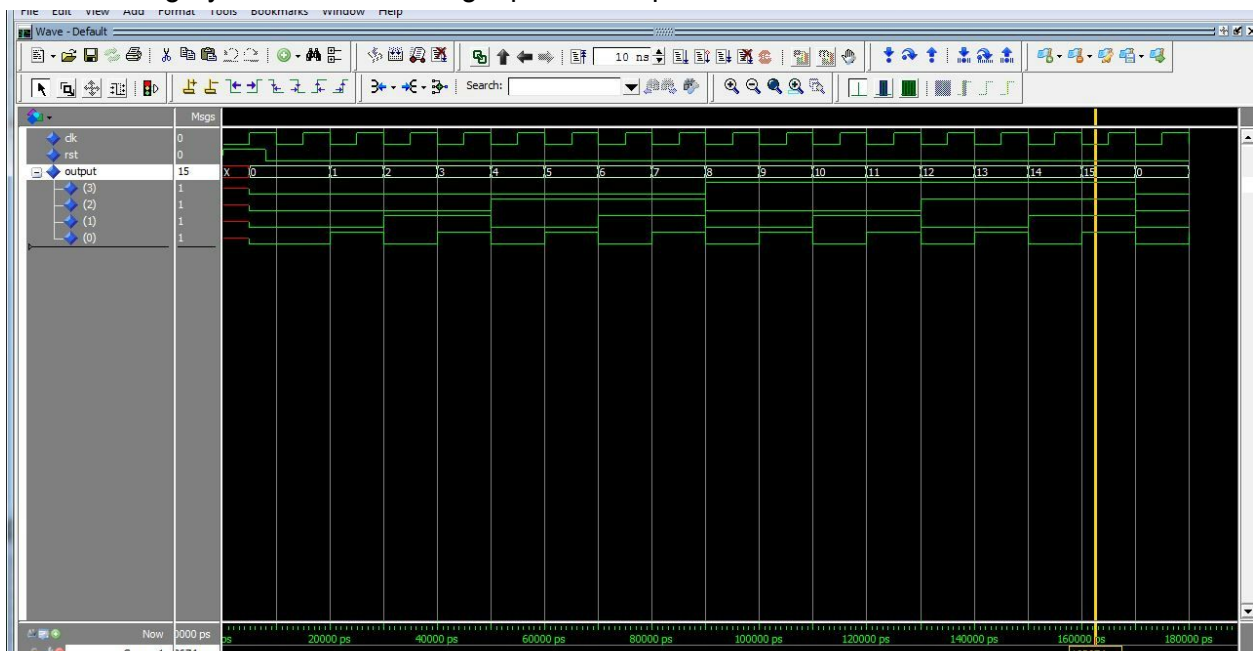 File Edit View Add Format Tools Bookmarks Window Help
Wave - Default
10 ns
Search:
Msgs
clk 0
rst 0
output 15 X 0 1 2 3 4 5 6 7 8 9 10 11 12 13 14 15 0
(3) 1
(2) 1
(1) 1
(0) 1
Now 0000 ps ps 20000 ps 40000 ps 60000 ps 80000 ps 100000 ps 120000 ps 140000 ps 160000 ps 180000 ps